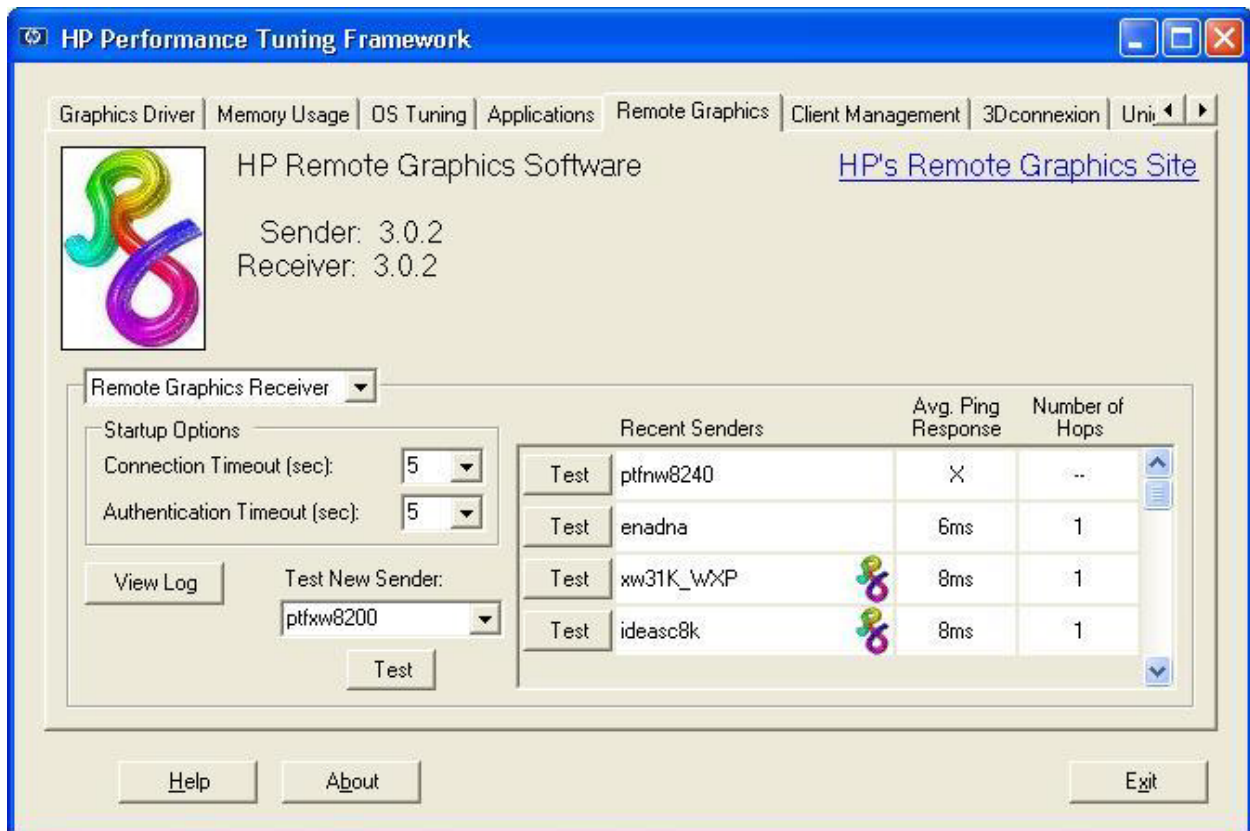 HP Performance Tuning Framework
Graphics Driver Memory Usage OS Tuning Applications Remote Graphics Client Management 3Dconnexion Uni
HP Remote Graphics Software HP's Remote Graphics Site
Sender: 3.0.2
Receiver: 3.0.2
Remote Graphics Receiver
Startup Options
Connection Timeout (sec): 5
Authentication Timeout (sec): 5
View Log
Test New Sender:
ptfxw8200
Test
Recent Senders Avg. Ping Response Number of Hops
Test ptfnw8240 X --
Test enadna 6ms 1
Test xw31K_WXP 8ms 1
Test ideasc8k 8ms 1
Help About Exit